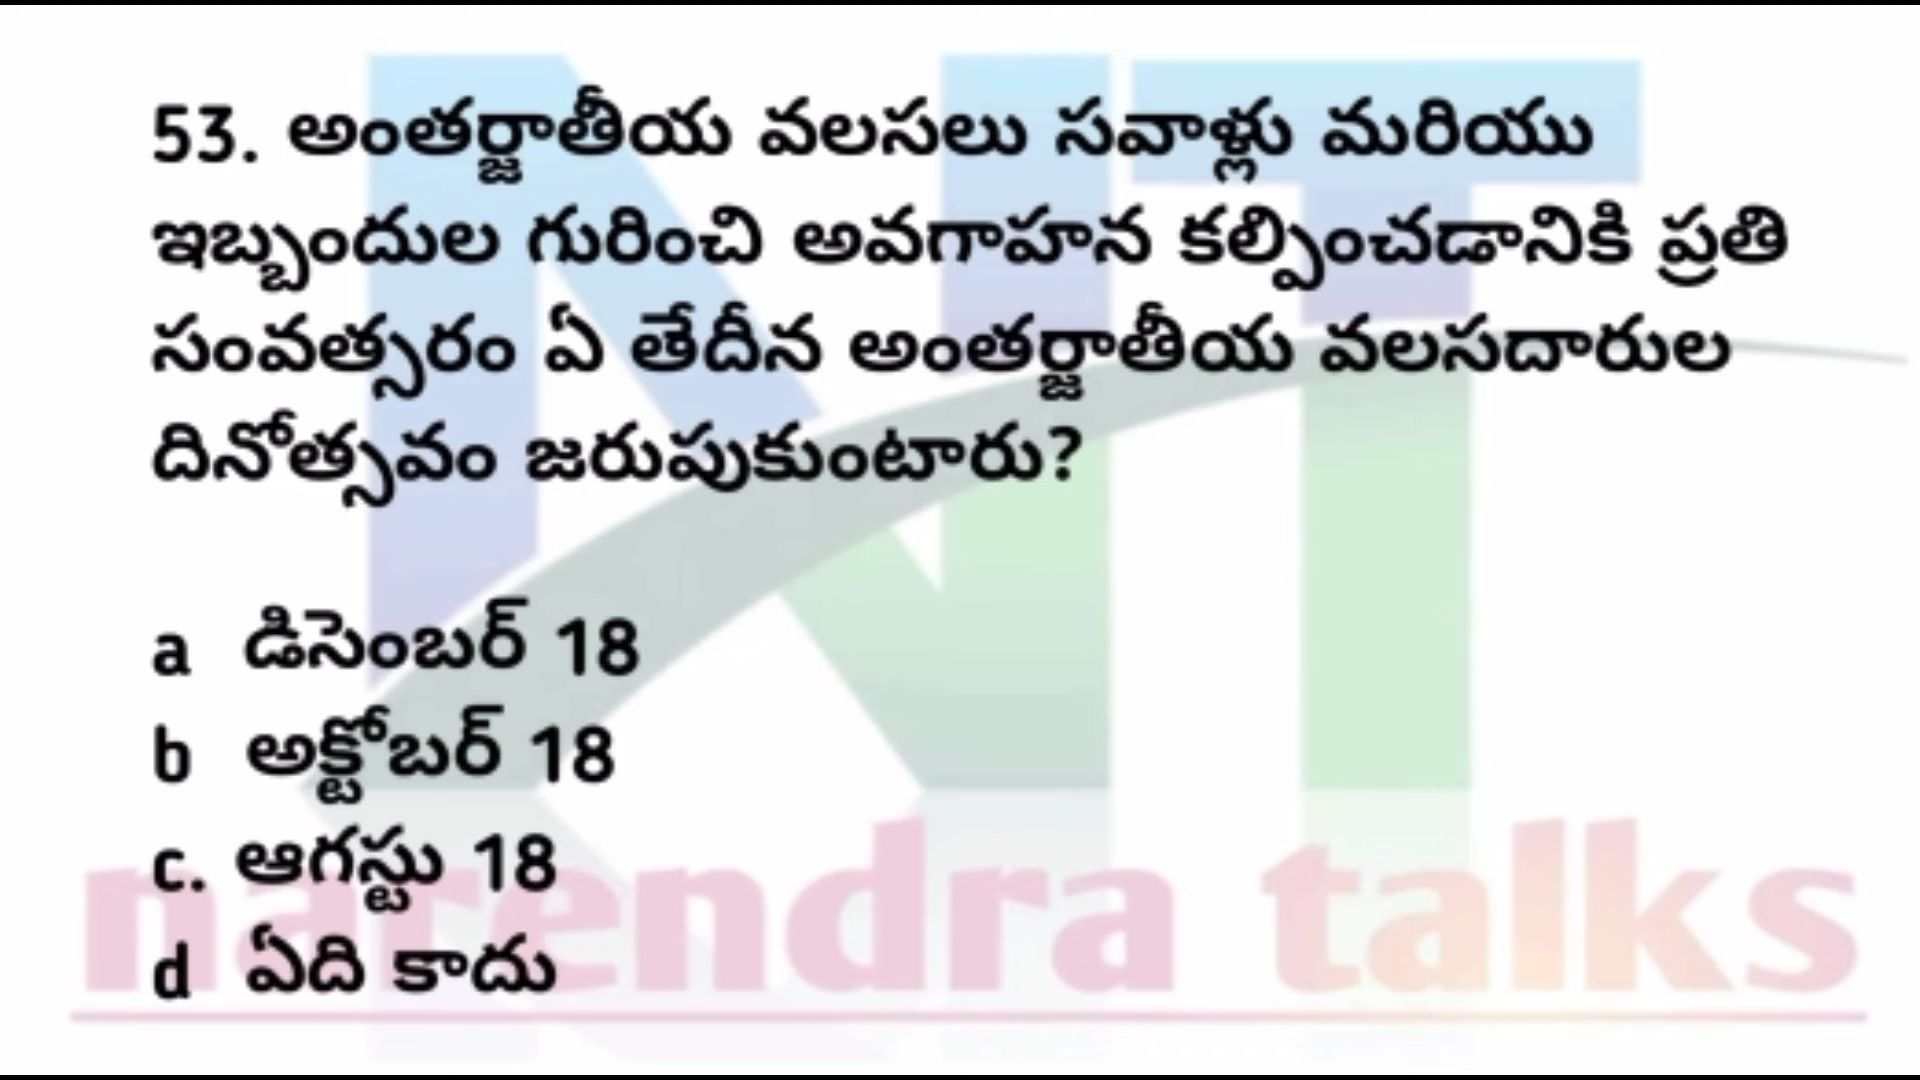 53. అంతర్జాతీయ వలసలు సవాళ్లు మరియు
ఇబ్బందుల గురించి అవగాహన కల్పించడానికి ప్రతి
సంవత్సరం ఏ తేదీన అంతర్జాతీయ వలసదారుల
దినోత్సవం జరుపుకుంటారు?
a డిసెంబర్ 18
b అక్టోబర్ 18
c. ఆగస్టు 18
d ఏది కాదు
NT
narendra talks